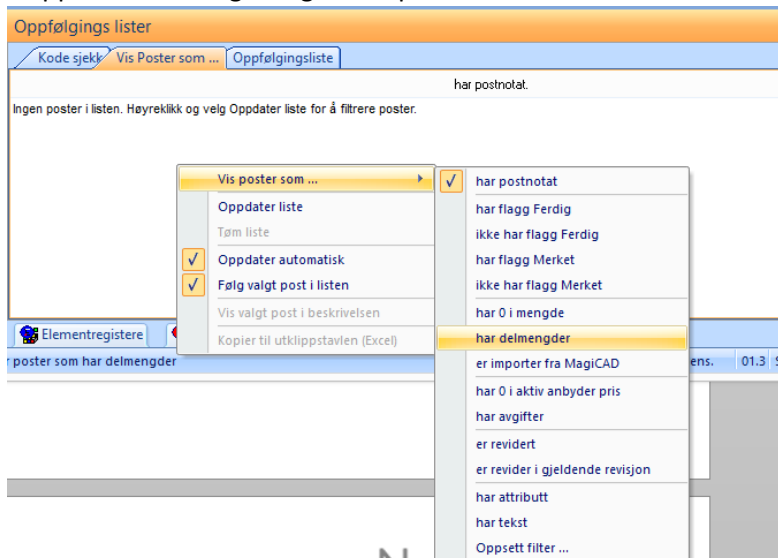 Oppfølgings lister
Kode sjekk
Vis Poster som ...
Oppfølgingsliste
har postnotat.
Ingen poster i listen. Høyreklikk og velg Oppdater liste for å filtrere poster.
Vis poster som ...
Oppdater liste
Tøm liste
Oppdater automatisk
Følg valgt post i listen
Vis valgt post i beskrivelsen
Kopier til utklippstavlen (Excel)
har postnotat
har flagg Ferdig
ikke har flagg Ferdig
har flagg Merket
ikke har flagg Merket
har 0 i mengde
har delmengder
er importer fra MagiCAD
har 0 i aktiv anbyder pris
har avgifter
er revidert
er revider i gjeldende revisjon
har attributt
har tekst
Oppsett filter ...
Elementregistere
r poster som har delmengder
ens.
01.3